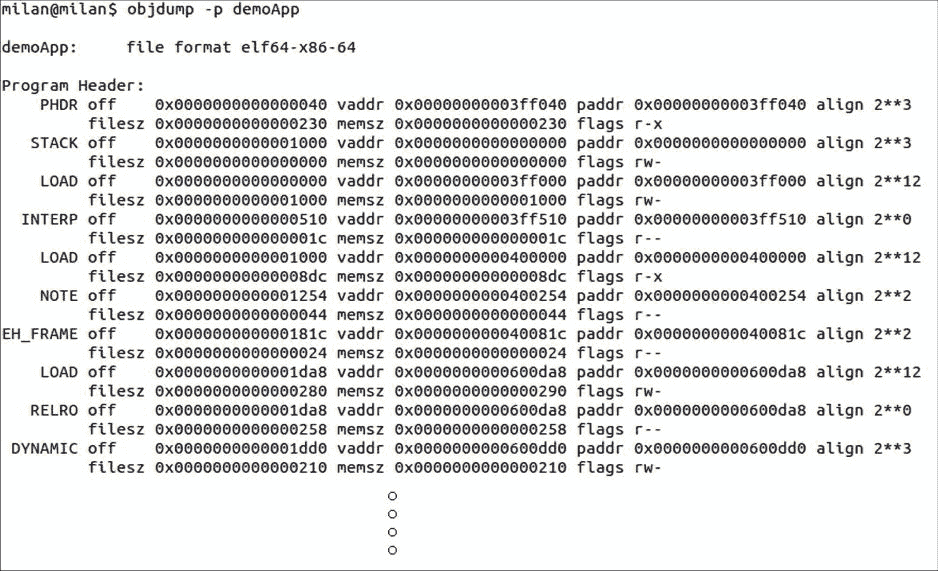 milan@milan$ objdump -p demoApp
demoApp:     file format elf64-x86-64
Program Header:
    PHDR off    0x0000000000000040 vaddr 0x00000000003ff040 paddr 0x00000000003ff040 align 2**3
         filesz 0x0000000000000230 memsz 0x0000000000000230 flags r-x
   STACK off    0x0000000000001000 vaddr 0x0000000000000000 paddr 0x0000000000000000 align 2**3
         filesz 0x0000000000000000 memsz 0x0000000000000000 flags rw-
    LOAD off    0x0000000000000000 vaddr 0x00000000003ff000 paddr 0x00000000003ff000 align 2**12
         filesz 0x0000000000001000 memsz 0x0000000000001000 flags rw-
  INTERP off    0x0000000000000510 vaddr 0x00000000003ff510 paddr 0x00000000003ff510 align 2**0
         filesz 0x000000000000001c memsz 0x000000000000001c flags r--
    LOAD off    0x0000000000001000 vaddr 0x0000000000400000 paddr 0x0000000000400000 align 2**12
         filesz 0x00000000000008dc memsz 0x00000000000008dc flags r-x
    NOTE off    0x0000000000001254 vaddr 0x0000000000400254 paddr 0x0000000000400254 align 2**2
         filesz 0x0000000000000044 memsz 0x0000000000000044 flags r--
EH_FRAME off    0x000000000000181c vaddr 0x000000000040081c paddr 0x000000000040081c align 2**2
         filesz 0x0000000000000024 memsz 0x0000000000000024 flags r--
    LOAD off    0x0000000000001da8 vaddr 0x0000000000600da8 paddr 0x0000000000600da8 align 2**12
         filesz 0x0000000000000280 memsz 0x0000000000000290 flags rw-
   RELRO off    0x0000000000001da8 vaddr 0x0000000000600da8 paddr 0x0000000000600da8 align 2**0
         filesz 0x0000000000000258 memsz 0x0000000000000258 flags r--
 DYNAMIC off    0x0000000000001dd0 vaddr 0x0000000000600dd0 paddr 0x0000000000600dd0 align 2**3
         filesz 0x0000000000000210 memsz 0x0000000000000210 flags rw-